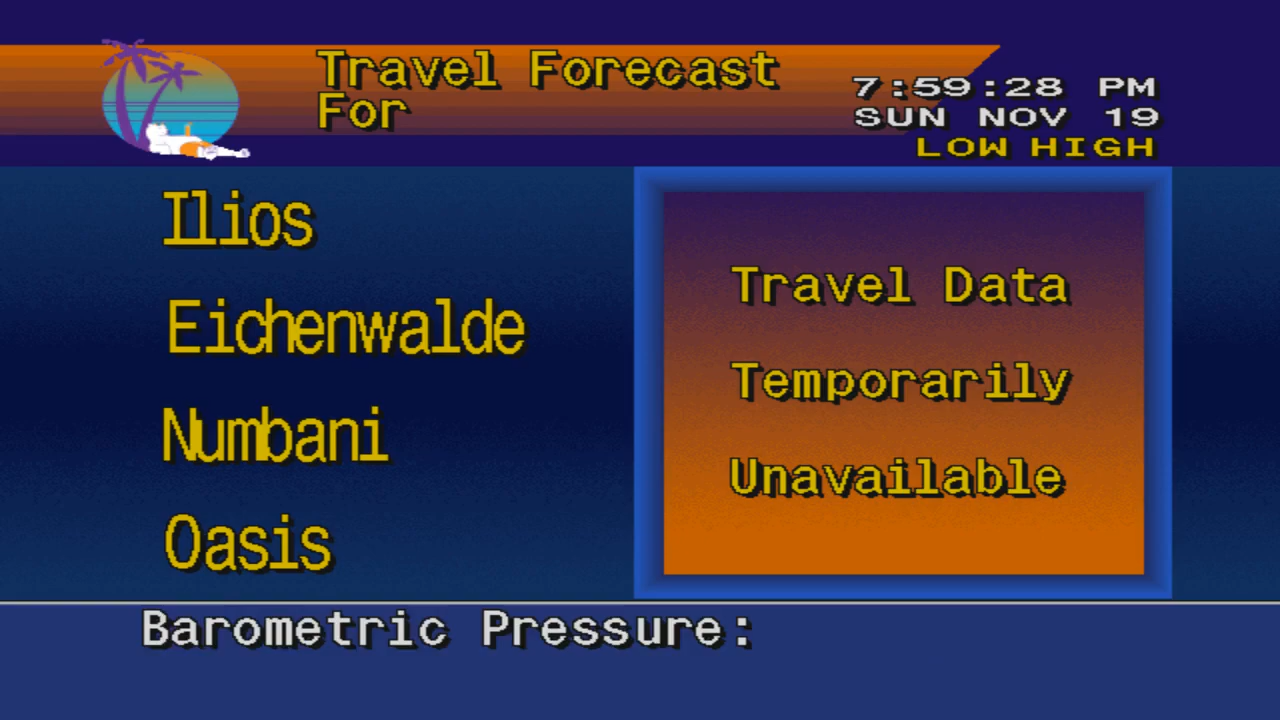 Travel Forecast
For
7:59:28 PM
SUN NOV 19
LOW HIGH
Ilios
Eichenwalde
Numbani
Oasis
Travel Data
Temporarily
Unavailable
Barometric Pressure: